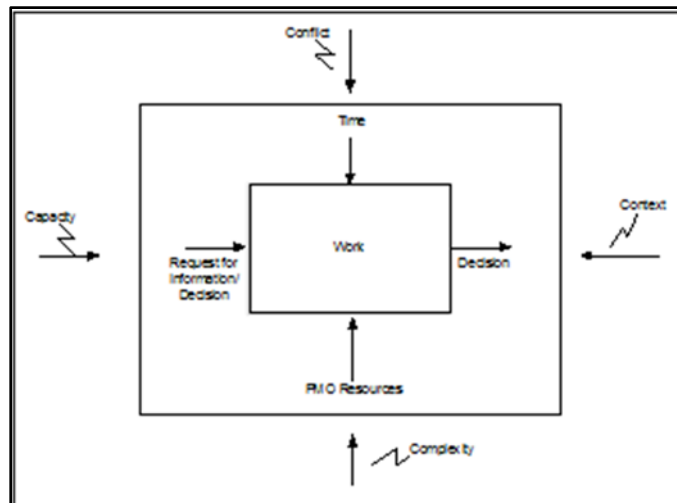 Conflict
Time
Capacity
Context
Work
Request for
Information/
Decision
Decision
PMO Resources
Complexity